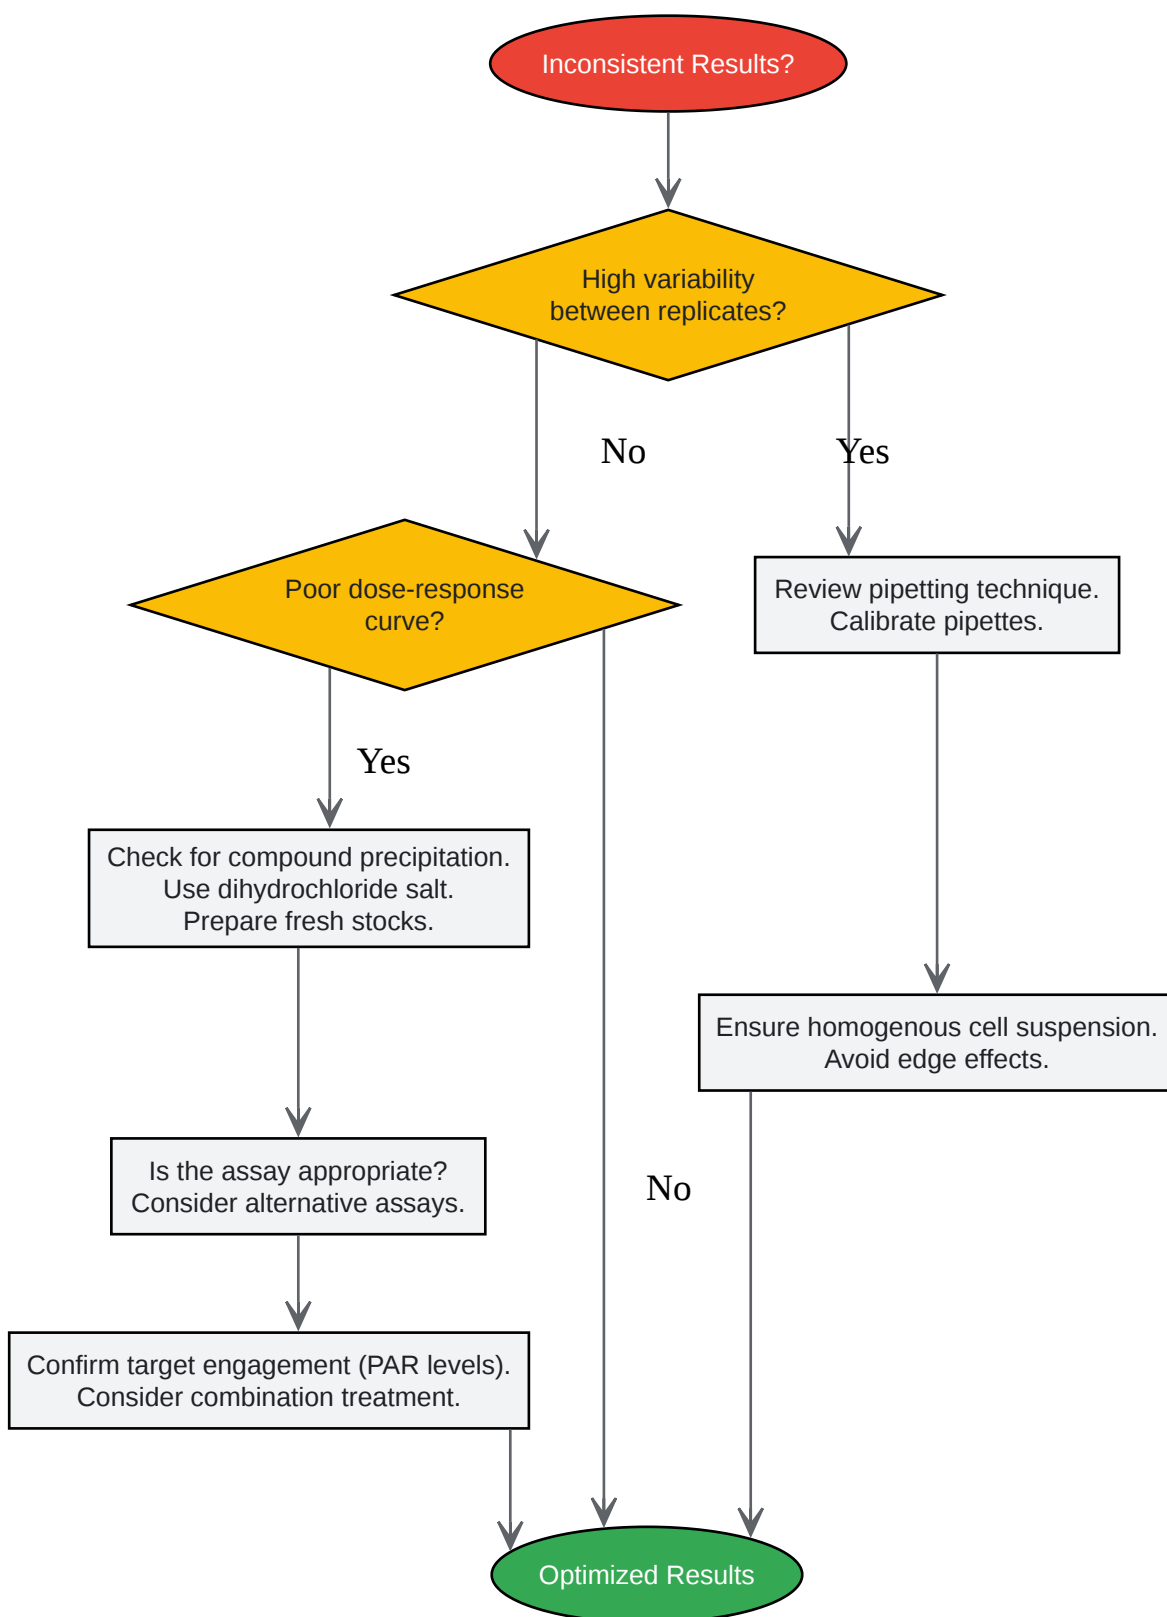 Inconsistent Results?
High variability
between replicates?
No
Yes
Poor dose-response
curve?
Review pipetting technique.
Calibrate pipettes.
Yes
Check for compound precipitation.
Use dihydrochloride salt.
Prepare fresh stocks.
Ensure homogenous cell suspension.
Avoid edge effects.
Is the assay appropriate?
Consider alternative assays.
No
Confirm target engagement (PAR levels).
Consider combination treatment.
Optimized Results